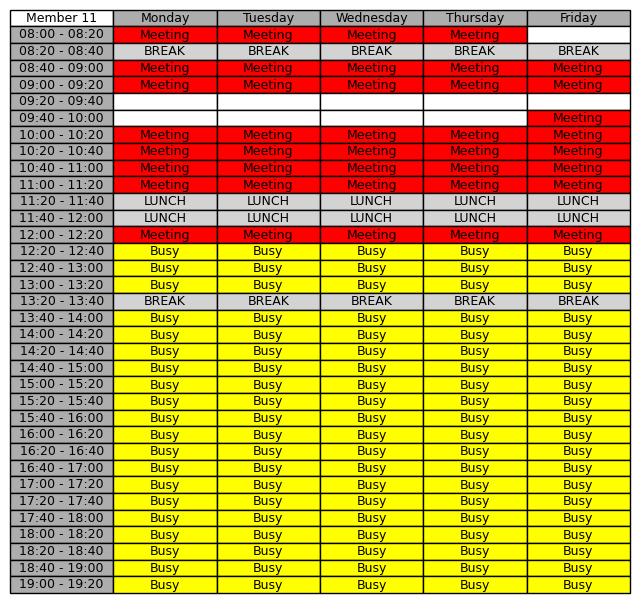 Member 11 Monday Tuesday Wednesday Thursday Friday
08:00 - 08:20 Meeting Meeting Meeting Meeting
08:20 - 08:40 BREAK BREAK BREAK BREAK BREAK
08:40 - 09:00 Meeting Meeting Meeting Meeting Meeting
09:00 - 09:20 Meeting Meeting Meeting Meeting Meeting
09:20 - 09:40
09:40 - 10:00 Meeting
10:00 - 10:20 Meeting Meeting Meeting Meeting Meeting
10:20 - 10:40 Meeting Meeting Meeting Meeting Meeting
10:40 - 11:00 Meeting Meeting Meeting Meeting Meeting
11:00 - 11:20 Meeting Meeting Meeting Meeting Meeting
11:20 - 11:40 LUNCH LUNCH LUNCH LUNCH LUNCH
11:40 - 12:00 LUNCH LUNCH LUNCH LUNCH LUNCH
12:00 - 12:20 Meeting Meeting Meeting Meeting Meeting
12:20 - 12:40 Busy Busy Busy Busy Busy
12:40 - 13:00 Busy Busy Busy Busy Busy
13:00 - 13:20 Busy Busy Busy Busy Busy
13:20 - 13:40 BREAK BREAK BREAK BREAK BREAK
13:40 - 14:00 Busy Busy Busy Busy Busy
14:00 - 14:20 Busy Busy Busy Busy Busy
14:20 - 14:40 Busy Busy Busy Busy Busy
14:40 - 15:00 Busy Busy Busy Busy Busy
15:00 - 15:20 Busy Busy Busy Busy Busy
15:20 - 15:40 Busy Busy Busy Busy Busy
15:40 - 16:00 Busy Busy Busy Busy Busy
16:00 - 16:20 Busy Busy Busy Busy Busy
16:20 - 16:40 Busy Busy Busy Busy Busy
16:40 - 17:00 Busy Busy Busy Busy Busy
17:00 - 17:20 Busy Busy Busy Busy Busy
17:20 - 17:40 Busy Busy Busy Busy Busy
17:40 - 18:00 Busy Busy Busy Busy Busy
18:00 - 18:20 Busy Busy Busy Busy Busy
18:20 - 18:40 Busy Busy Busy Busy Busy
18:40 - 19:00 Busy Busy Busy Busy Busy
19:00 - 19:20 Busy Busy Busy Busy Busy